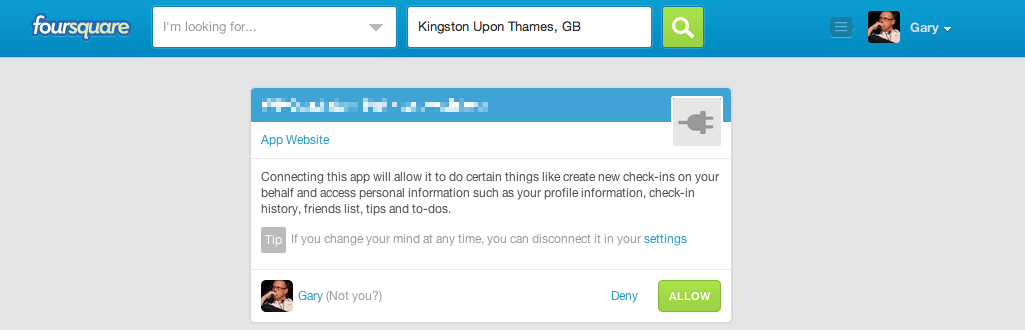 foursquare
I'm looking for...
Kingston Upon Thames, GB
Gary
App Website
Connecting this app will allow it to do certain things like create new check-ins on your
behalf and access personal information such as your profile information, check-in
history, friends list, tips and to-dos.
Tip If you change your mind at any time, you can disconnect it in your settings
Gary (Not you?)
Deny
ALLOW